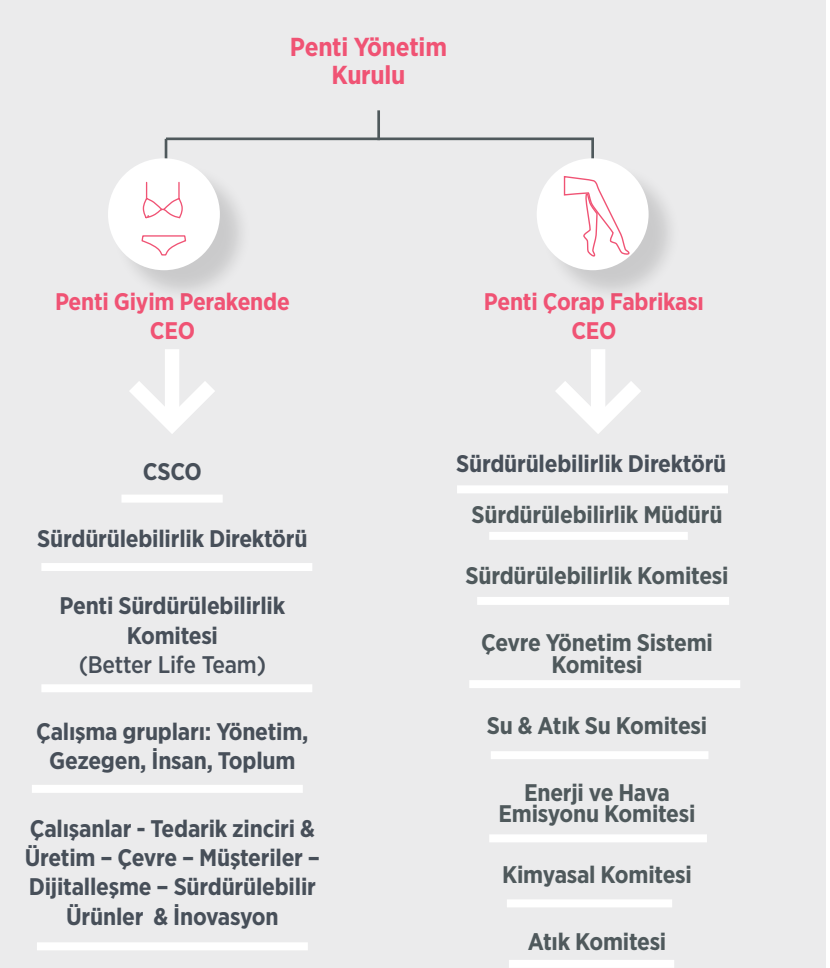 Penti Yönetim
Kurulu
Penti Giyim Perakende
CEO
CSCO
Sürdürülebilirlik Direktörü
Penti Sürdürülebilirlik
Komitesi
(Better Life Team)
Çalışma grupları: Yönetim,
Gezegen, İnsan, Toplum
Çalışanlar - Tedarik zinciri &
Üretim – Çevre – Müşteriler –
Dijitalleşme – Sürdürülebilir
Ürünler & İnovasyon
Penti Çorap Fabrikası
CEO
Sürdürülebilirlik Direktörü
Sürdürülebilirlik Müdürü
Sürdürülebilirlik Komitesi
Çevre Yönetim Sistemi
Komitesi
Su & Atık Su Komitesi
Enerji ve Hava
Emisyonu Komitesi
Kimyasal Komitesi
Atık Komitesi